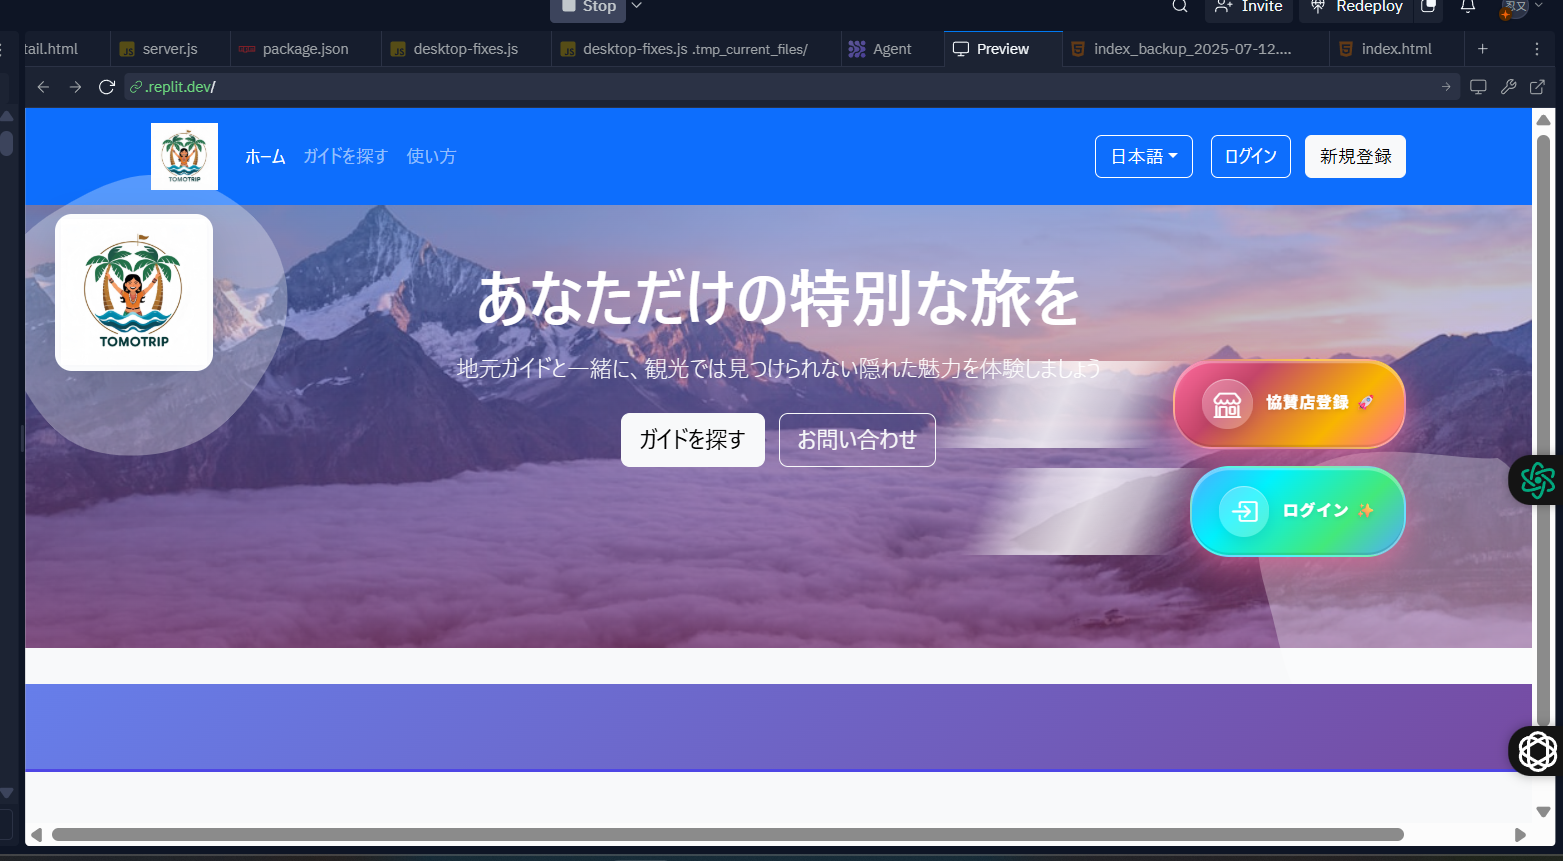 Stop
Invite
Redeploy
tail.html
server.js
package.json
desktop-fixes.js
desktop-fixes.js .tmp_current_files/
Agent
Preview
index_backup_2025-07-12....
index.html
.replit.dev/
TOMOTRIP
ホーム
ガイドを探す
使い方
日本語
ログイン
新規登録
TOMOTRIP
あなただけの特別な旅を
地元ガイドと一緒に、観光では見つけられない隠れた魅力を体験しましょう
ガイドを探す
お問い合わせ
協賛店登録 🚀
ログイン ✨